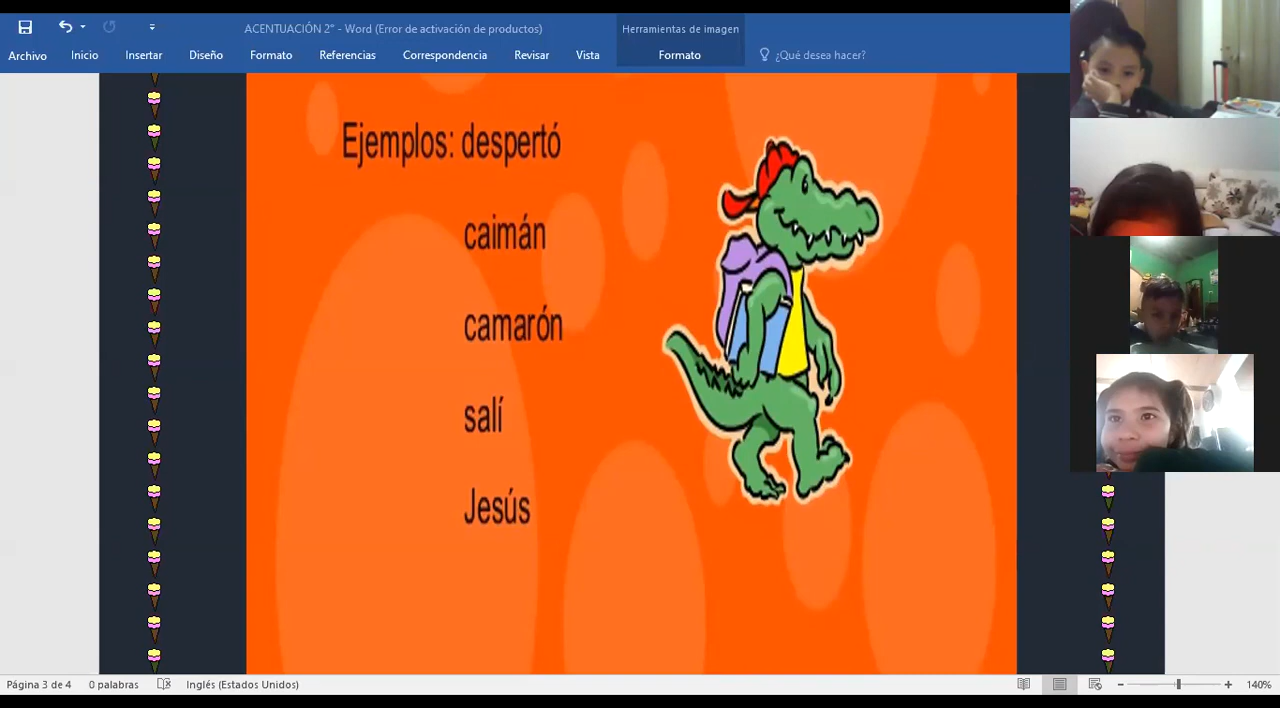 ACENTUACIÓN 2° - Word (Error de activación de productos)
Herramientas de imagen
Archivo Inicio Insertar Diseño Formato Referencias Correspondencia Revisar Vista Formato ¿Qué desea hacer?
Ejemplos: despertó
caimán
camarón
salí
Jesús
Página 3 de 4 0 palabras Inglés (Estados Unidos) 140%